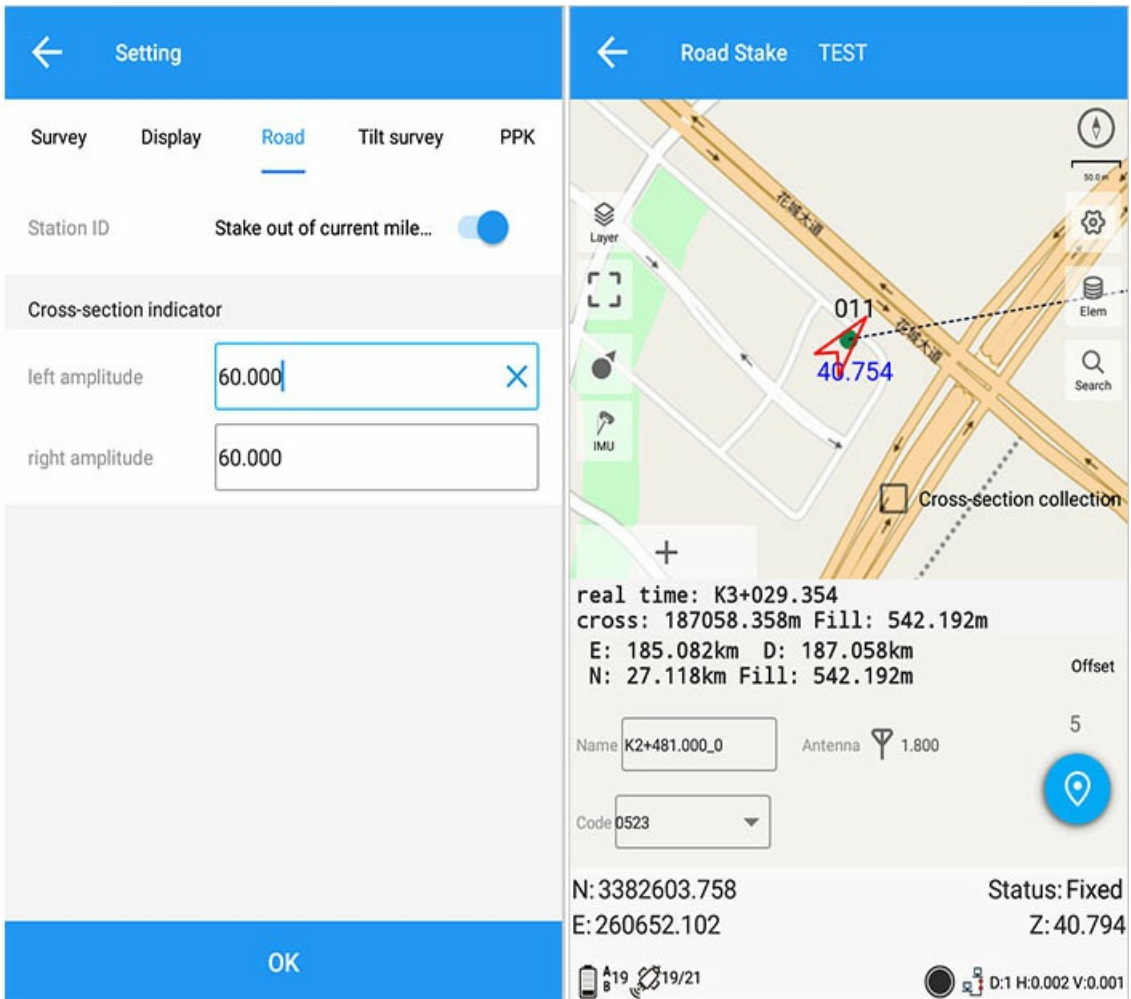 Setting
Survey Display Road Tilt survey PPK
Station ID Stake out of current mile...
Cross-section indicator
left amplitude 60.000
right amplitude 60.000
OK
Road Stake TEST
50.0 m
花城大道
Layer
Elem
011
花城大道
40.754
Search
IMU
Cross-section collection
real time: K3+029.354
cross: 187058.358m Fill: 542.192m
E: 185.082km D: 187.058km
N: 27.118km Fill: 542.192m
Offset
5
Name K2+481.000_0 Antenna 1.800
Code 0523
N: 3382603.758 Status: Fixed
E: 260652.102 Z: 40.794
A
B 19 19/21 D:1 H:0.002 V:0.001